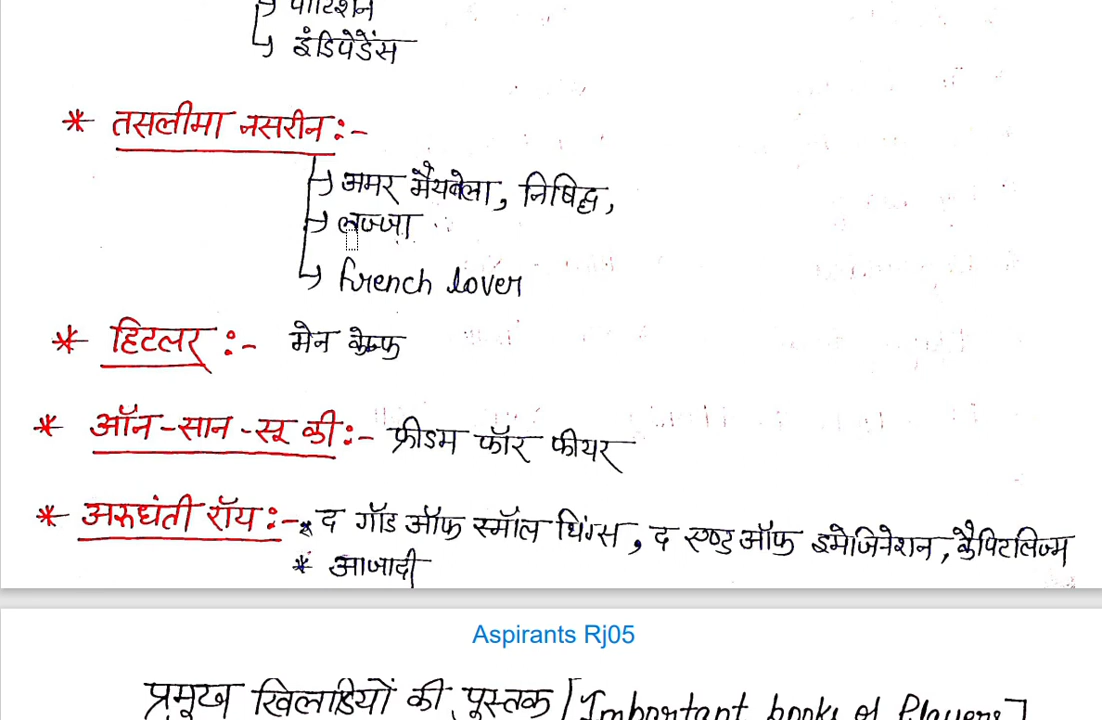 पार्टिशन
इंडिपेडेंस
* तसलीमा नसरीन :-
अमर मैयबेला, निषिद्ध,
लज्जा
french lover
* हिटलर :- मेन केम्फ
* ऑन-सान-सू की :- फ्रीडम फॉर फीयर
* अरुधंती रॉय :- * द गॉड ऑफ स्मॉल थिंग्स, द एण्ड ऑफ इमेजिनेशन, कैपिटलिज्म
* आजादी
Aspirants Rj05
प्रमुख खिलाडियों की पुस्तक [Important books of Players]